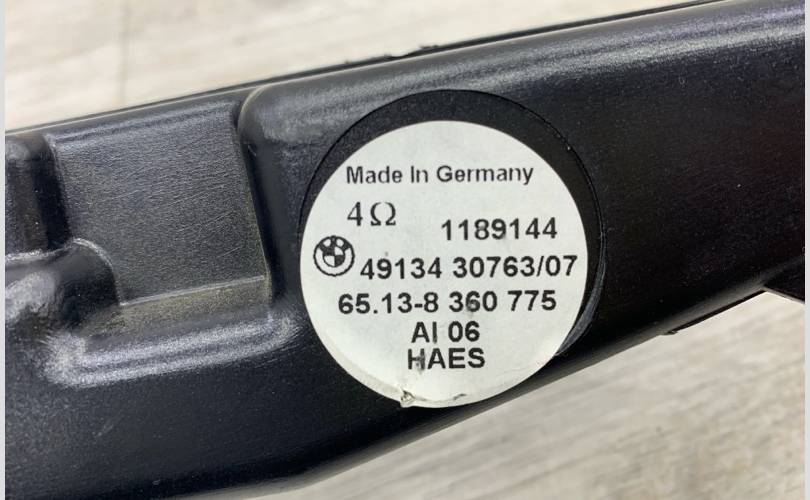 Made In Germany
4Ω
1189144
49134 30763/07
65.13-8 360 775
AI 06
HAES